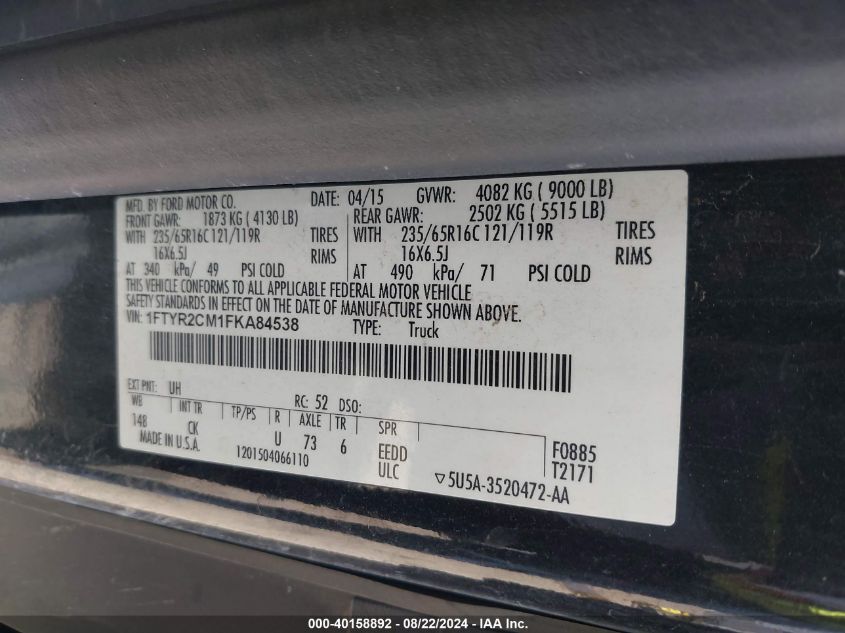 MFD. BY FORD MOTOR CO. DATE: 04/15 GVWR: 4082 KG ( 9000 LB)
FRONT GAWR: 1873 KG ( 4130 LB) REAR GAWR: 2502 KG ( 5515 LB)
WITH 235/65R16C 121/119R TIRES WITH 235/65R16C 121/119R TIRES
16X6.5J RIMS 16X6.5J RIMS
AT 340 kPa/ 49 PSI COLD AT 490 kPa/ 71 PSI COLD
THIS VEHICLE CONFORMS TO ALL APPLICABLE FEDERAL MOTOR VEHICLE
SAFETY STANDARDS IN EFFECT ON THE DATE OF MANUFACTURE SHOWN ABOVE.
VIN: 1FTYR2CM1FKA84538 TYPE: Truck
EXT PNT: UH RC: 52 DSO:
WB INT TR TP/PS R AXLE TR SPR
148 CK U 73 6 EEDD F0885
MADE IN U.S.A. 1201504066110 ULC T2171
▽5U5A-3520472-AA
000-40158892 - 08/22/2024 - IAA Inc.